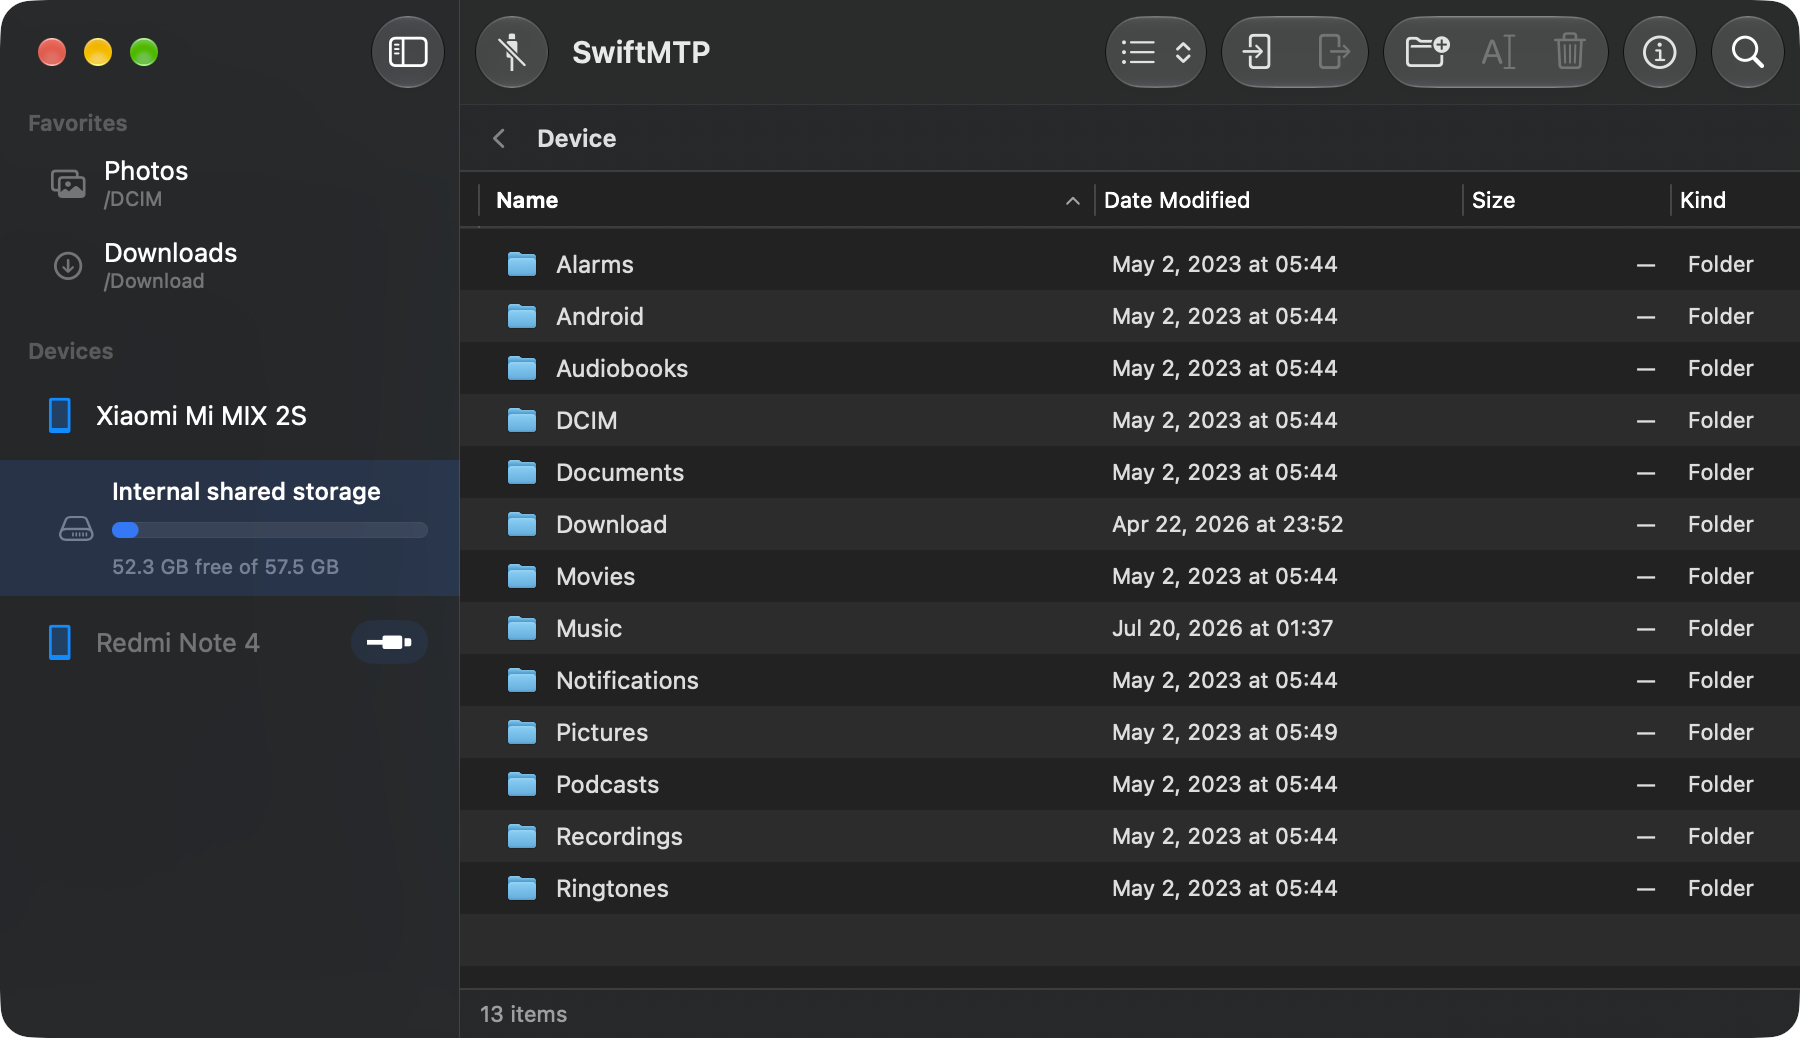 SwiftMTP
Favorites
Photos
/DCIM
Downloads
/Download
Devices
Xiaomi Mi MIX 2S
Internal shared storage
52.3 GB free of 57.5 GB
Redmi Note 4
Device
Name Date Modified Size Kind
Alarms May 2, 2023 at 05:44 — Folder
Android May 2, 2023 at 05:44 — Folder
Audiobooks May 2, 2023 at 05:44 — Folder
DCIM May 2, 2023 at 05:44 — Folder
Documents May 2, 2023 at 05:44 — Folder
Download Apr 22, 2026 at 23:52 — Folder
Movies May 2, 2023 at 05:44 — Folder
Music Jul 20, 2026 at 01:37 — Folder
Notifications May 2, 2023 at 05:44 — Folder
Pictures May 2, 2023 at 05:49 — Folder
Podcasts May 2, 2023 at 05:44 — Folder
Recordings May 2, 2023 at 05:44 — Folder
Ringtones May 2, 2023 at 05:44 — Folder
13 items